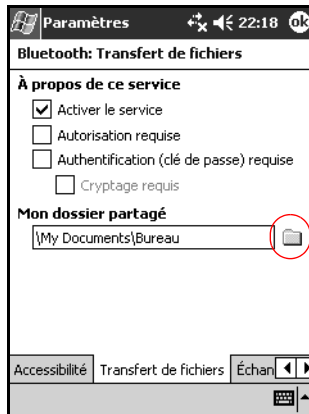 Paramètres 22:18 ok
Bluetooth: Transfert de fichiers
À propos de ce service
Activer le service
Autorisation requise
Authentification (clé de passe) requise
Cryptage requis
Mon dossier partagé
\My Documents\Bureau
Accessibilité Transfert de fichiers Échan